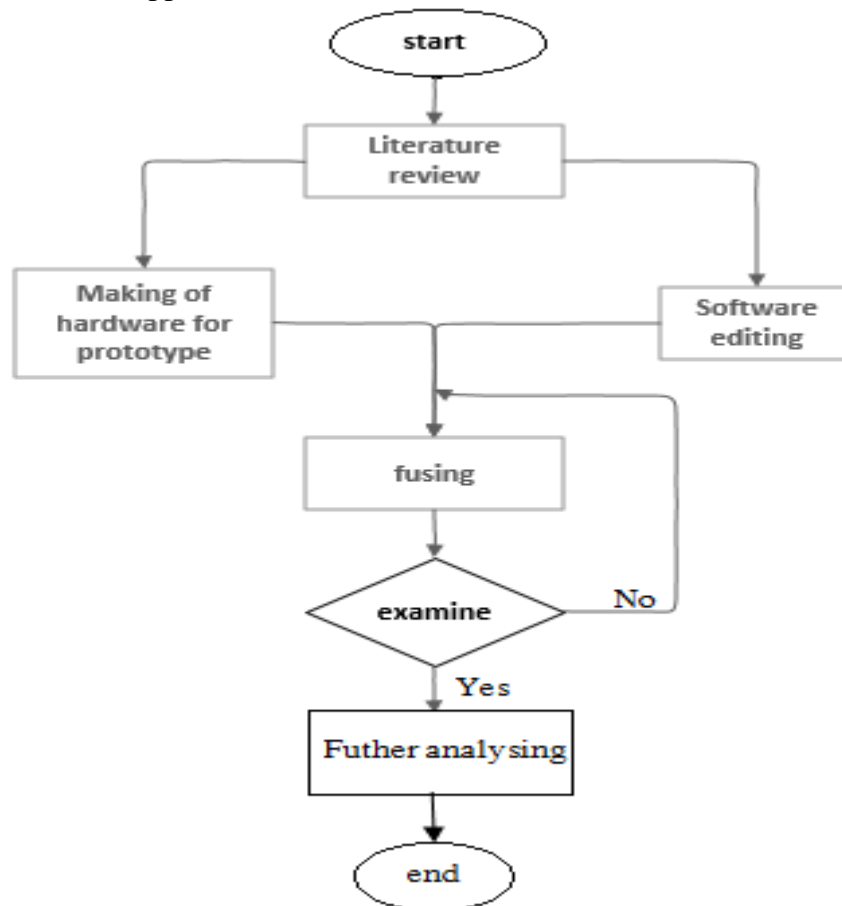 start
Literature
review
Making of
hardware for
prototype
Software
editing
fusing
examine
No
Yes
Futher analysing
end